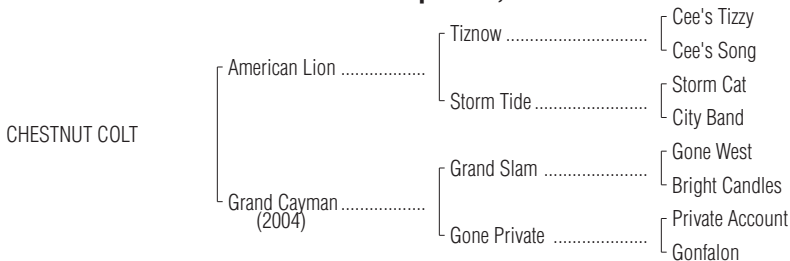 Cee's Tizzy
Tiznow ..............................
Cee's Song
American Lion ..................
Storm Cat
Storm Tide ........................
City Band
CHESTNUT COLT
Gone West
Grand Slam ......................
Bright Candles
Grand Cayman ..................
(2004)
Private Account
Gone Private ....................
Gonfalon